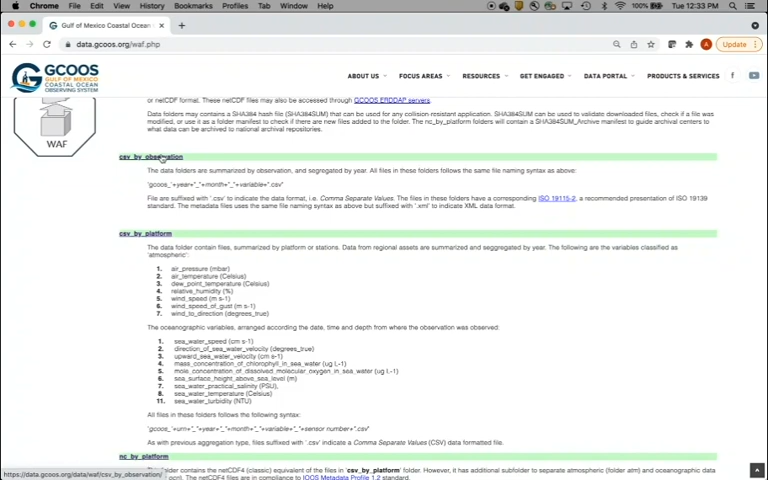 Chrome File Edit View History Bookmarks Profiles Tab Window Help
100% Tue 12:33 PM
Gulf of Mexico Coastal Ocean
data.gcoos.org/waf.php
A Update
GCOOS
GULF OF MEXICO
COASTAL OCEAN
OBSERVING SYSTEM
ABOUT US FOCUS AREAS RESOURCES GET ENGAGED DATA PORTAL PRODUCTS & SERVICES
WAF
or netCDF format. These netCDF files may also be accessed through GCOOS ERDDAP servers.
Data folders may contains a SHA384 hash file (SHA384SUM) that can be used for any collision-resistant application. SHA384SUM can be used to validate downloaded files, check if a file was
modified, or use it as a folder manifest to check if there are new files added to the folder. The nc_by_platform folders will contain a SHA384SUM_Archive manifest to guide archival centers to
what data can be archived to national archival repositories.
csv_by_observation
The data folders are summarized by observation, and segregated by year. All files in these folders follows the same file naming syntax as above:
'gcoos_'+year+"_"+month+"_"+variable+".csv"
File are suffixed with '.csv' to indicate the data format, i.e. Comma Separate Values. The files in these folders have a corresponding ISO 19115-2, a recommended presentation of ISO 19139
standard. The metadata files uses the same file naming syntax as above but suffixed with '.xml' to indicate XML data format.
csv_by_platform
The data folder contain files, summarized by platform or stations. Data from regional assets are summarized and seggregated by year. The following are the variables classified as
'atmospheric':
1. air_pressure (mbar)
2. air_temperature (Celsius)
3. dew_point_temperature (Celsius)
4. relative_humidity (%)
5. wind_speed (m s-1)
6. wind_speed_of_gust (m s-1)
7. wind_to_direction (degrees_true)
The oceanographic variables, arranged according the date, time and depth from where the observation was observed:
1. sea_water_speed (cm s-1)
2. direction_of_sea_water_velocity (degrees_true)
3. upward_sea_water_velocity (cm s-1)
4. mass_concentration_of_chlorophyll_in_sea_water (ug l,-1)
5. mole_concentration_of_dissolved_molecular_oxygen_in_sea_water (ug l,-1)
6. sea_surface_height_above_sea_level (m)
7. sea_water_practical_salinity (PSU),
8. sea_water_temperature (Celsius)
11. sea_water_turbidity (NTU)
All files in these folders follows the following syntax:
'gcoos_'+urn+"_"+year+"_"+month+"_"+variable+"_"+sensor number+".csv"
As with previous aggregation type, files suffixed with '.csv' indicate a Comma Separate Values (CSV) data formatted file.
nc_by_platform
folder contains the netCDF4 (classic) equivalent of the files in 'csv_by_platform' folder. However, it has additional subfolder to separate atmospheric (folder atm) and oceanographic data
ocn). The netCDF4 files are in compliance to IOOS Metadata Profile 1.2 standard.
https://data.gcoos.org/data/waf/csv_by_observation/